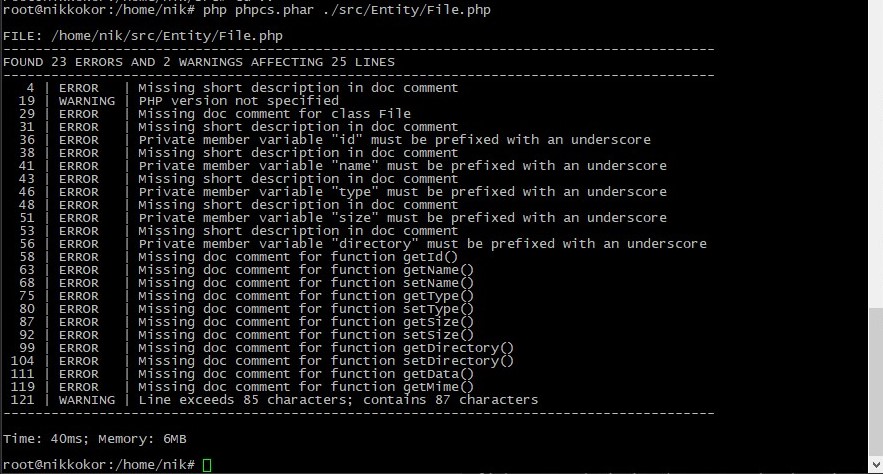 root@nikkokor:/home/nik# php phpcs.phar ./src/Entity/File.php
FILE: /home/nik/src/Entity/File.php
----------------------------------------------------------------------
FOUND 23 ERRORS AND 2 WARNINGS AFFECTING 25 LINES
----------------------------------------------------------------------
4 | ERROR | Missing short description in doc comment
19 | WARNING | PHP version not specified
29 | ERROR | Missing doc comment for class File
31 | ERROR | Missing short description in doc comment
36 | ERROR | Private member variable "id" must be prefixed with an underscore
38 | ERROR | Missing short description in doc comment
41 | ERROR | Private member variable "name" must be prefixed with an underscore
43 | ERROR | Missing short description in doc comment
46 | ERROR | Private member variable "type" must be prefixed with an underscore
48 | ERROR | Missing short description in doc comment
51 | ERROR | Private member variable "size" must be prefixed with an underscore
53 | ERROR | Missing short description in doc comment
56 | ERROR | Private member variable "directory" must be prefixed with an underscore
58 | ERROR | Missing doc comment for function getId()
63 | ERROR | Missing doc comment for function getName()
68 | ERROR | Missing doc comment for function setName()
75 | ERROR | Missing doc comment for function getType()
80 | ERROR | Missing doc comment for function setType()
87 | ERROR | Missing doc comment for function getSize()
92 | ERROR | Missing doc comment for function setSize()
99 | ERROR | Missing doc comment for function getDirectory()
104 | ERROR | Missing doc comment for function setDirectory()
111 | ERROR | Missing doc comment for function getData()
119 | ERROR | Missing doc comment for function getMime()
121 | WARNING | Line exceeds 85 characters; contains 87 characters
----------------------------------------------------------------------
Time: 40ms; Memory: 6MB
root@nikkokor:/home/nik#